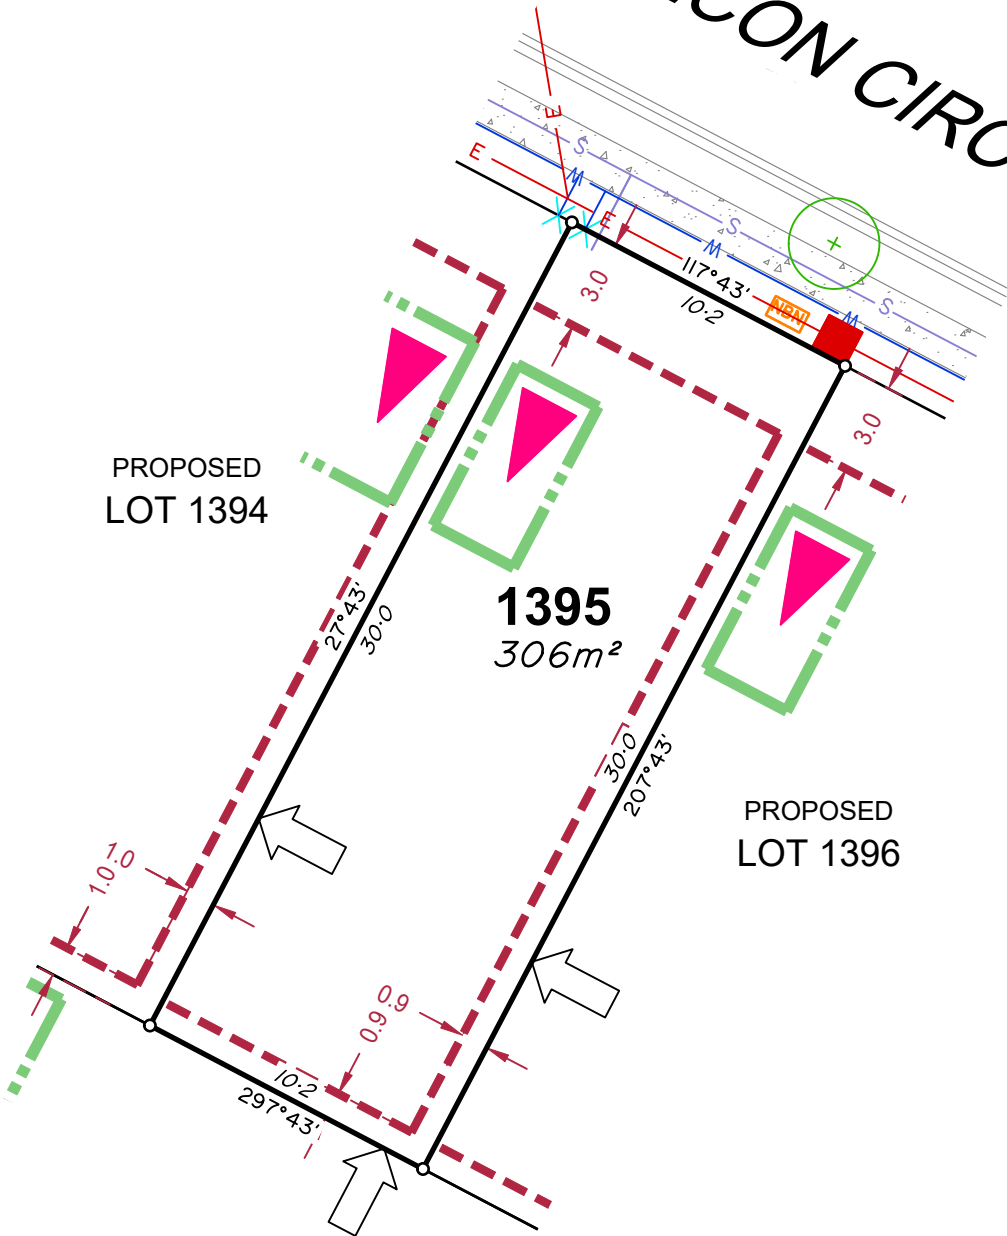 CON CIRC
E
S
M
E
S
M
3.0
117°43'
10·2
NBN
S
M
3.0
PROPOSED
LOT 1394
1395
306m²
27°43'
30·0
30·0
207°43'
PROPOSED
LOT 1396
1.0
1.0
0.9
0.9
10·2
297°43'
E